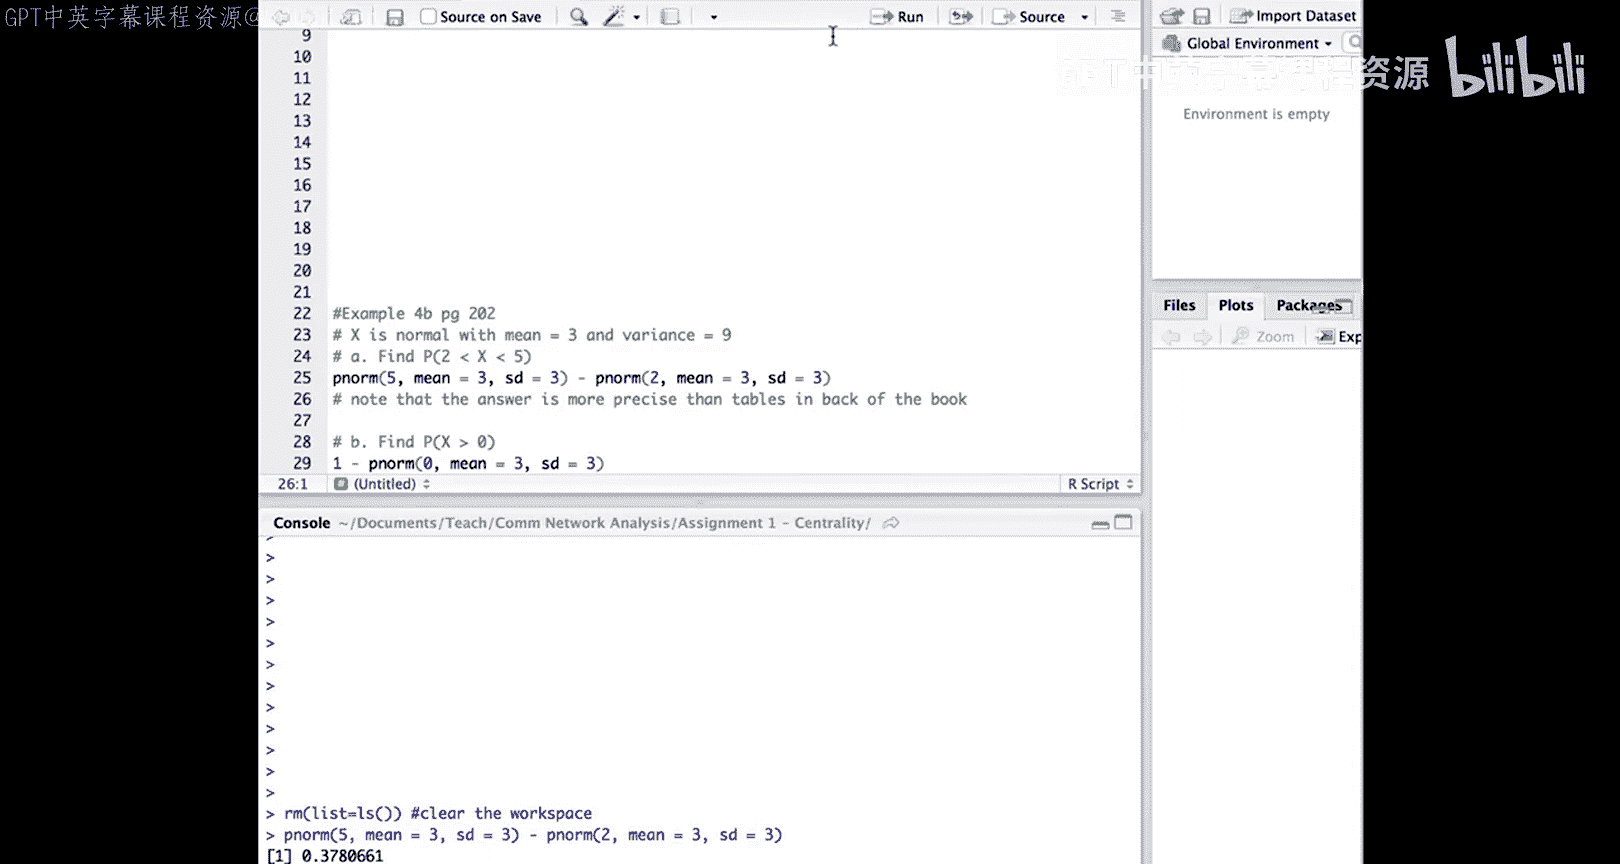 GPT中英字幕课程资源@
Source on Save
Run
Source
Import Dataset
Global Environment
课程资源 bilibili
Environment is empty
9
10
11
12
13
14
15
16
17
18
19
20
21
22 #Example 4b pg 202
23 # X is normal with mean = 3 and variance = 9
24 # a. Find P(2 < X < 5)
25 pnorm(5, mean = 3, sd = 3) - pnorm(2, mean = 3, sd = 3)
26 # note that the answer is more precise than tables in back of the book
27
28 # b. Find P(X > 0)
29 1 - pnorm(0, mean = 3, sd = 3)
26:1 (Untitled) R Script
Files Plots Packages
Zoom Exp
Console ~/Documents/Teach/Comm Network Analysis/Assignment 1 - Centrality/
>
>
>
>
>
>
>
>
>
>
>
>
> rm(list=ls()) #clear the workspace
> pnorm(5, mean = 3, sd = 3) - pnorm(2, mean = 3, sd = 3)
[1] 0.3780661